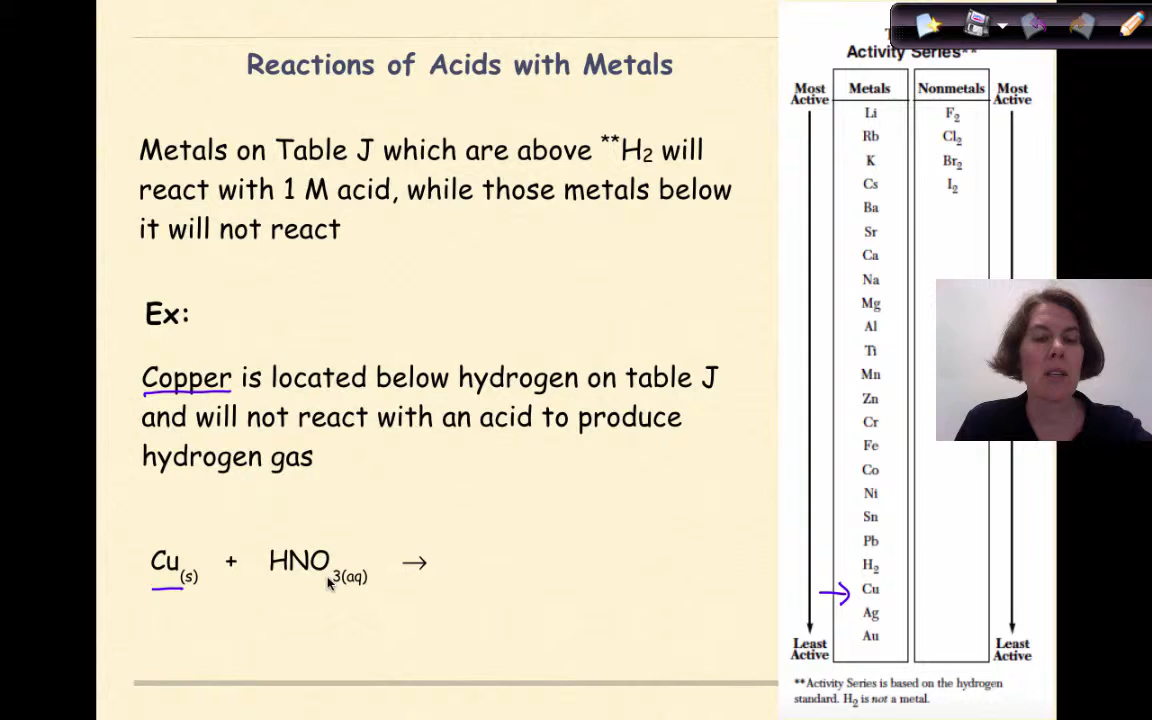 Reactions of Acids with Metals
Metals on Table J which are above **H₂ will
react with 1 M acid, while those metals below
it will not react
Ex:
Copper is located below hydrogen on table J
and will not react with an acid to produce
hydrogen gas
Cu(s) + HNO3(aq) →
Activity Series**
Most Active
Metals
Nonmetals
Most Active
Li F₂
Rb Cl₂
K Br₂
Cs I₂
Ba
Sr
Ca
Na
Mg
Al
Ti
Mn
Zn
Cr
Fe
Co
Ni
Sn
Pb
H₂
Cu
Ag
Au
Least Active
Least Active
**Activity Series is based on the hydrogen
standard. H₂ is not a metal.